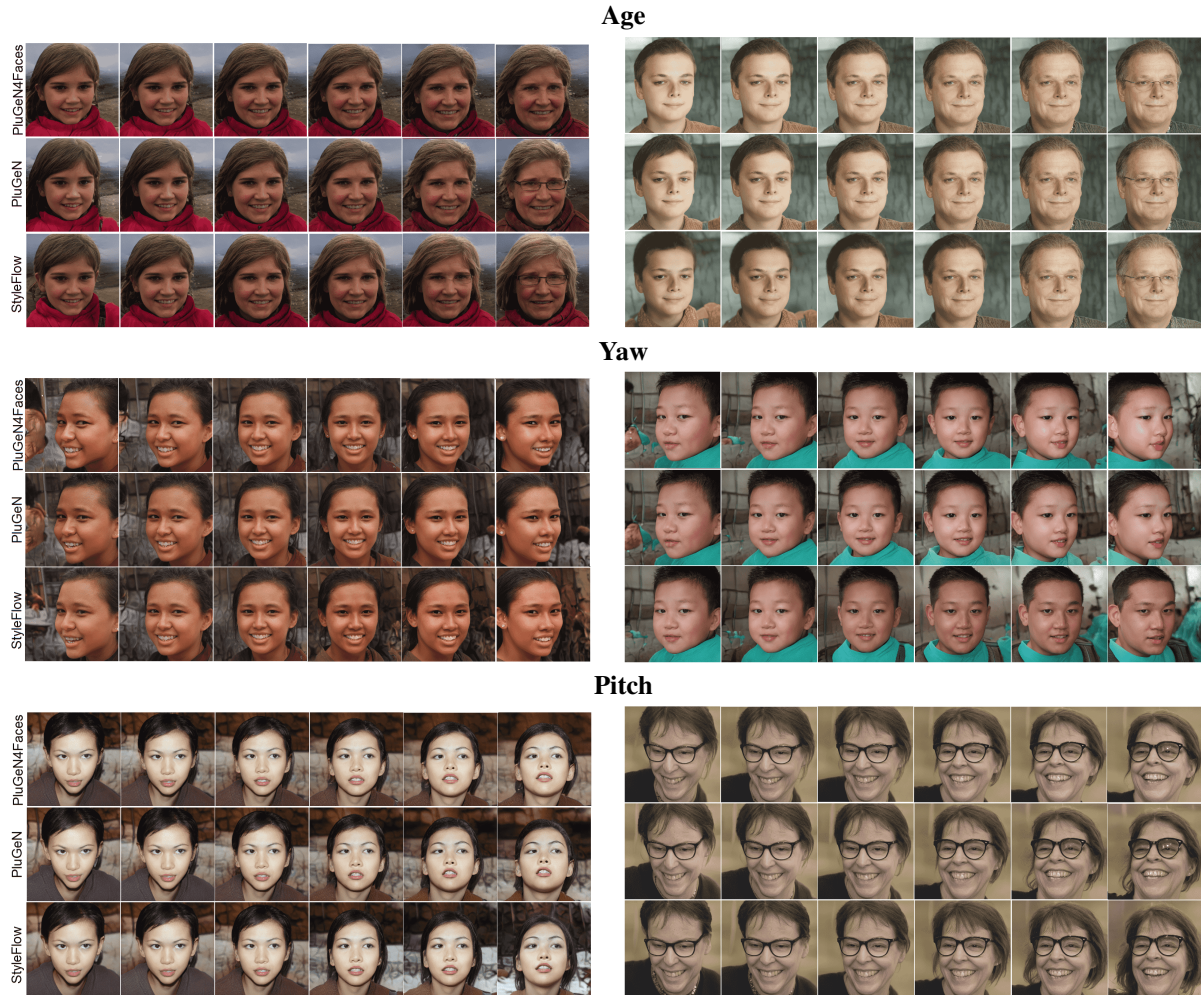 Age
PluGeN4Faces
PluGeN
StyleFlow
Yaw
PluGeN4Faces
PluGeN
StyleFlow
Pitch
PluGeN4Faces
PluGeN
StyleFlow